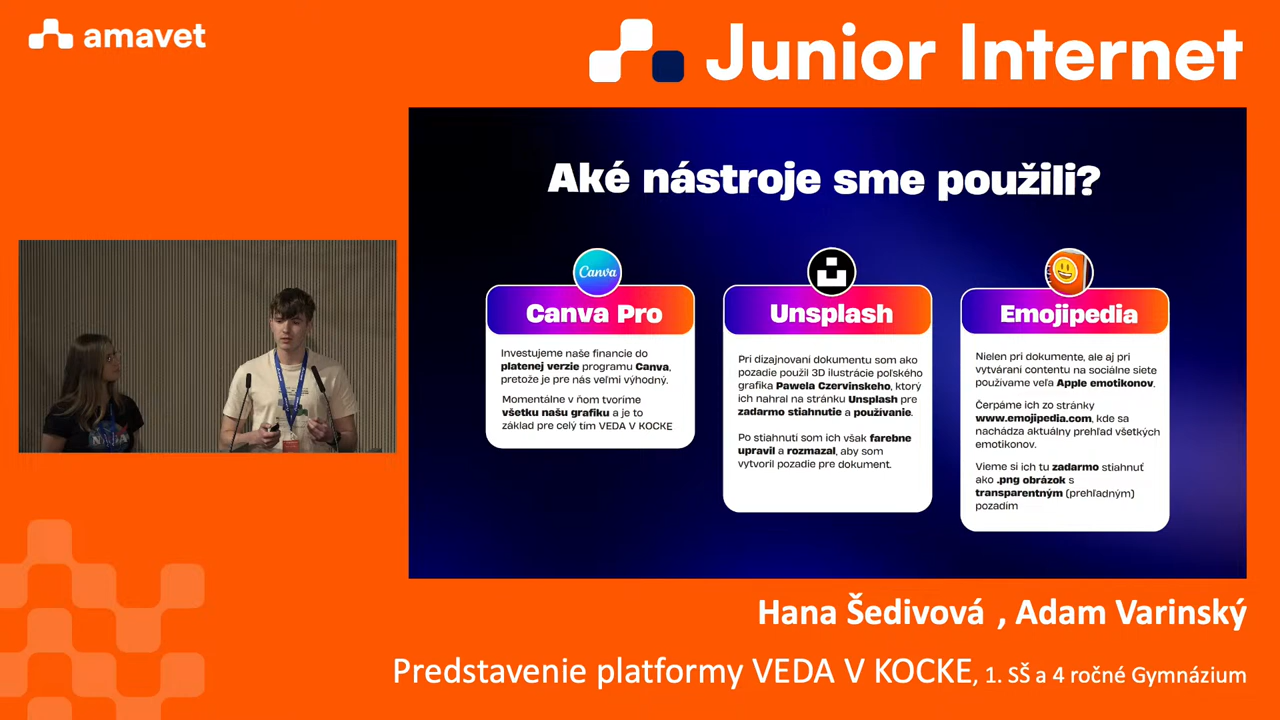 amavet
Junior Internet
Aké nástroje sme použili?
Canva
Canva Pro
Investujeme naše financie do
platenej verzie programu Canva,
pretože je pre nás veľmi výhodný.
Momentálne v ňom tvoríme
všetku našu grafiku a je to
základ pre celý tím VEDA V KOCKE
Unsplash
Pri dizajnovaní dokumentu som ako
pozadie použil 3D ilustrácie poľského
grafika Pawela Czervinskeho, ktorý
ich nahral na stránku Unsplash pre
zadarmo stiahnutie a používanie.
Po stiahnutí som ich však farebne
upravil a rozmazal, aby som
vytvoril pozadie pre dokument.
Emojipedia
Nielen pri dokumente, ale aj pri
vytváraní contentu na sociálne siete
používame veľa Apple emotikonov.
Čerpáme ich zo stránky
www.emojipedia.com, kde sa
nachádza aktuálny prehľad všetkých
emotikonov.
Vieme si ich tu zadarmo stiahnuť
ako .png obrázok s
transparentným (prehľadným)
pozadím
Hana Šedivová , Adam Varinský
Predstavenie platformy VEDA V KOCKE, 1. SŠ a 4 ročné Gymnázium